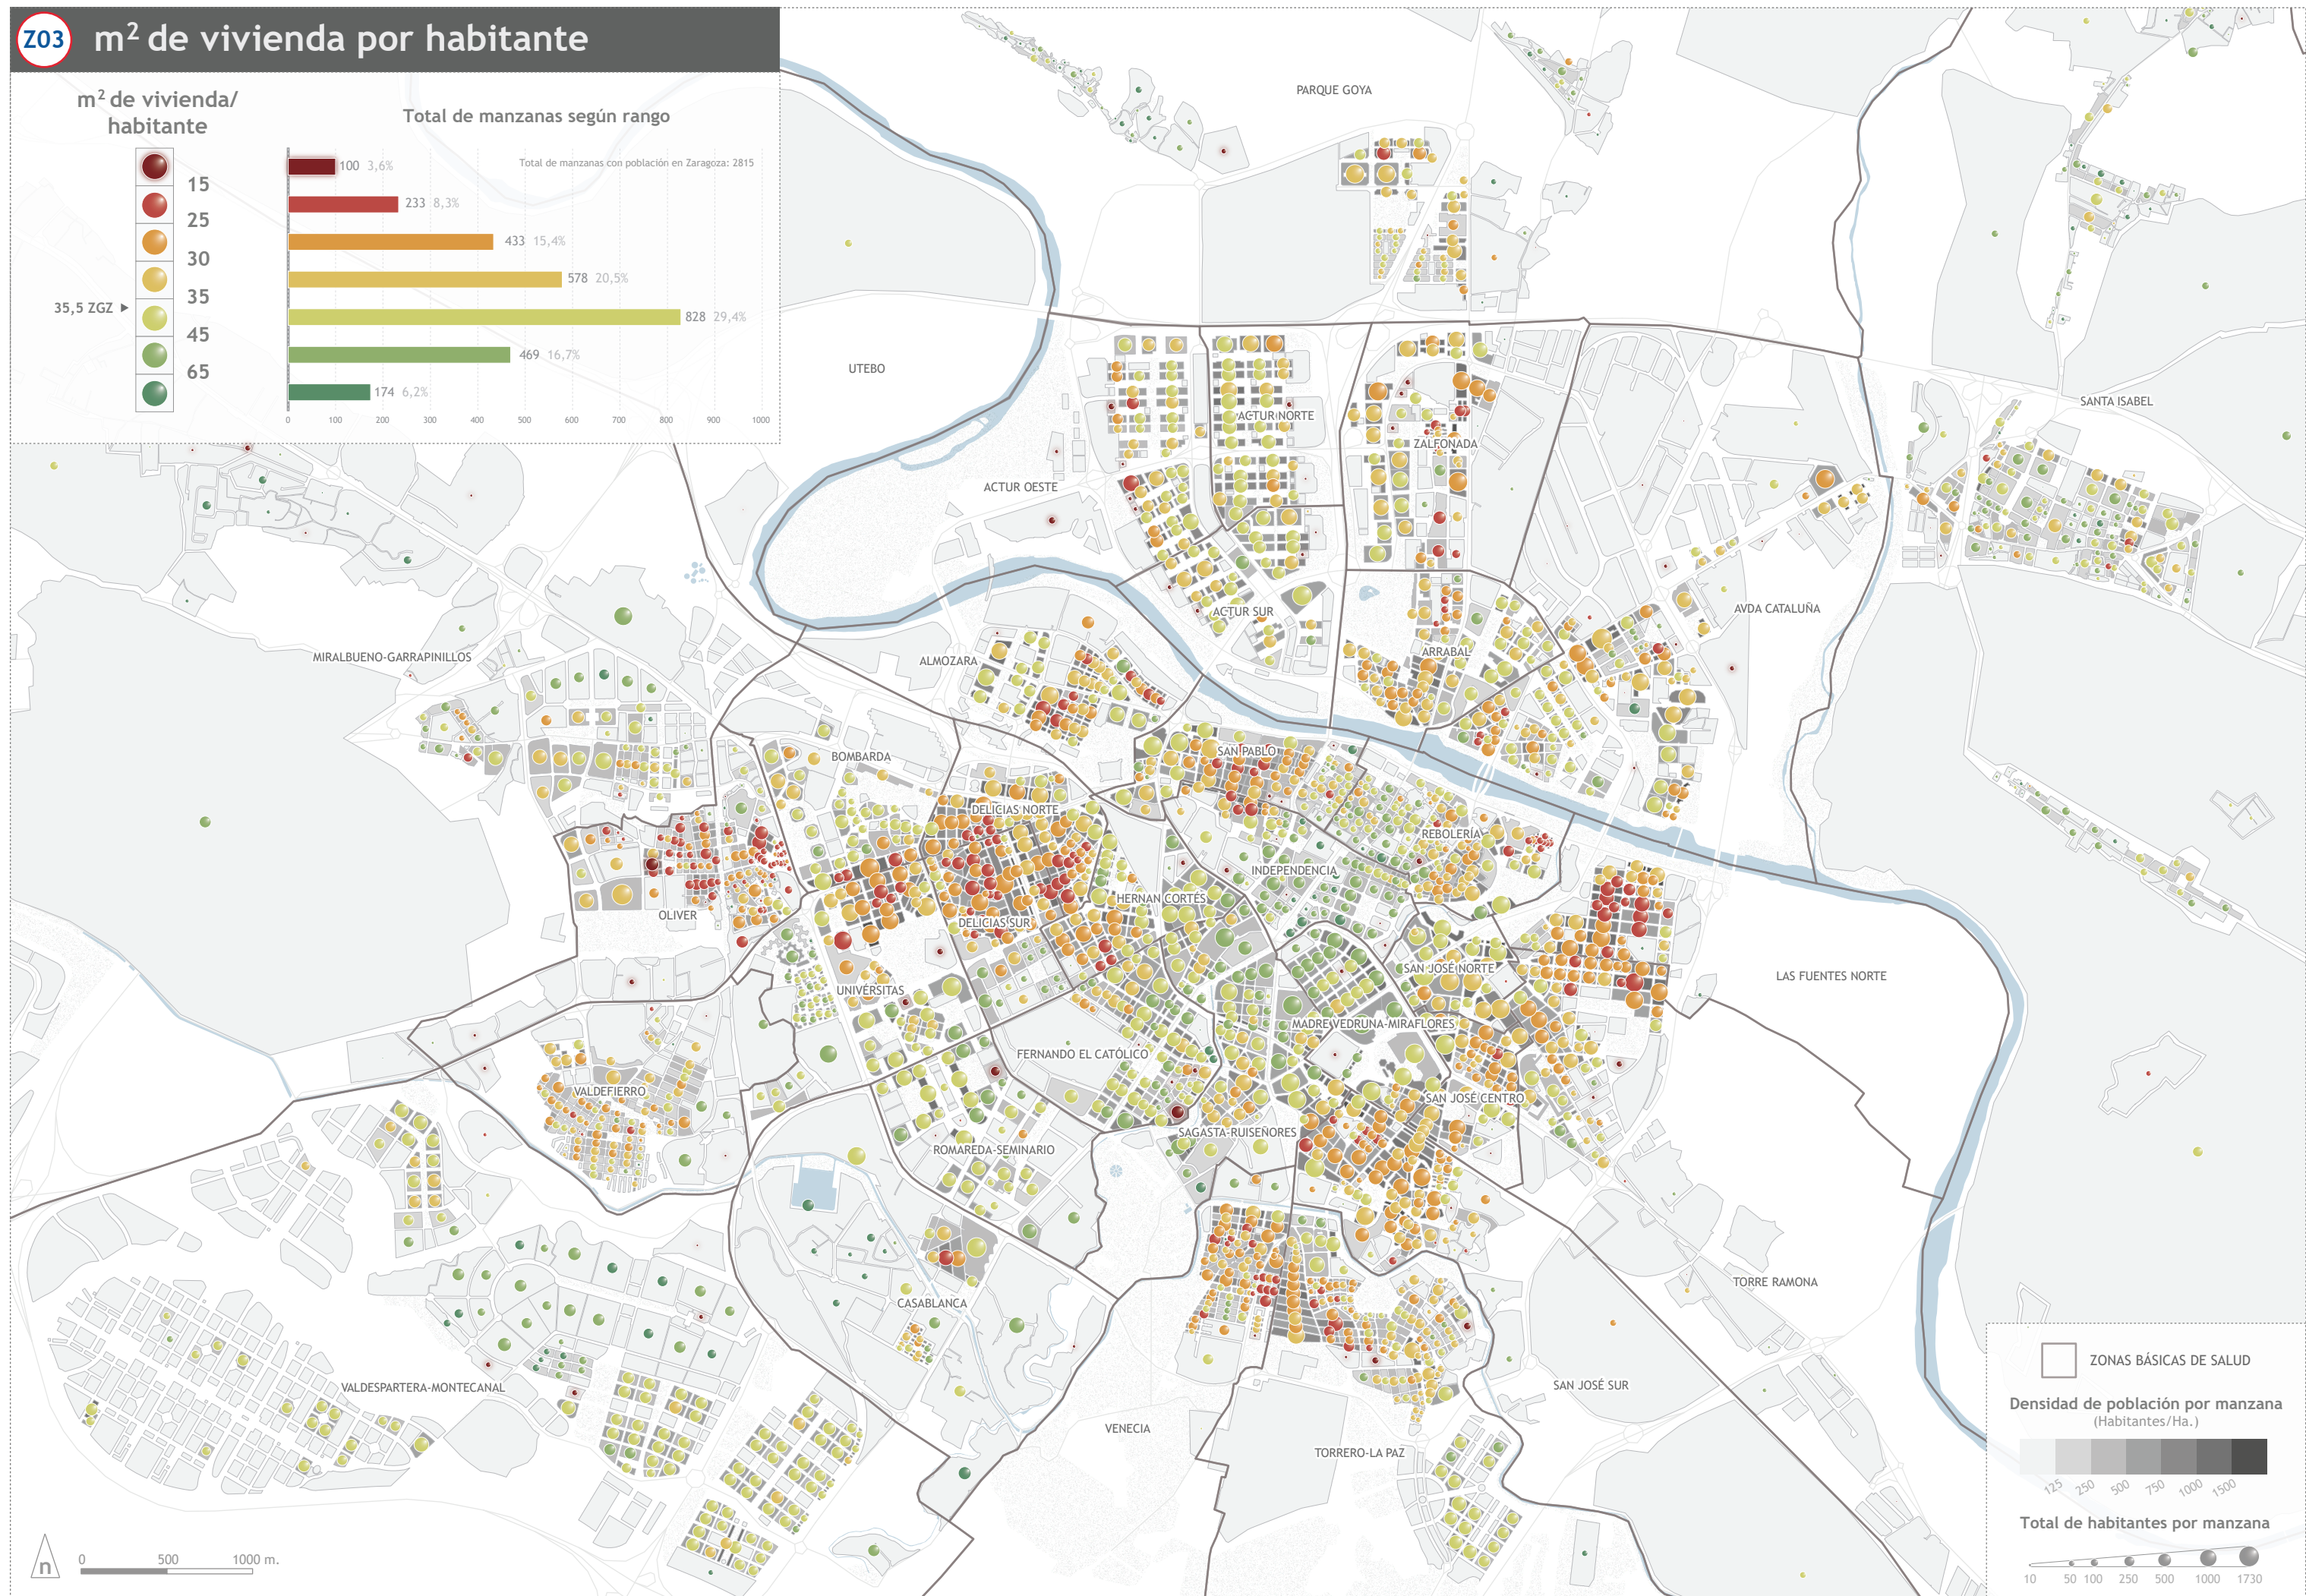 Z03 m² de vivienda por habitante
m² de vivienda/
habitante
15
25
30
35
35,5 ZGZ
45
65
Total de manzanas según rango
Total de manzanas con población en Zaragoza: 2815
100 3,6%
233 8,3%
433 15,4%
578 20,5%
828 29,4%
469 16,7%
174 6,2%
0 100 200 300 400 500 600 700 800 900 1000
PARQUE GOYA
UTEBO
SANTA ISABEL
ACTUR NORTE
ZALFONADA
ACTUR OESTE
AVDA CATALUÑA
ACTUR SUR
ARRABAL
MIRALBUENO-GARRAPINILLOS
ALMOZARA
SAN PABLO
BOMBARDA
DELICIAS NORTE
REBOLERÍA
INDEPENDENCIA
HERNAN CORTÉS
OLIVER
DELICIAS SUR
SAN JOSÉ NORTE
LAS FUENTES NORTE
UNIVÉRSITAS
MADRE VEDRUNA-MIRAFLORES
FERNANDO EL CATÓLICO
VALDEFIERRO
SAN JOSÉ CENTRO
SAGASTA-RUISEÑORES
ROMAREDA-SEMINARIO
TORRE RAMONA
CASABLANCA
VALDESPARTERA-MONTECANAL
SAN JOSÉ SUR
VENECIA
TORRERO-LA PAZ
ZONAS BÁSICAS DE SALUD
Densidad de población por manzana
(Habitantes/Ha.)
125 250 500 750 1000 1500
Total de habitantes por manzana
10 50 100 250 500 1000 1730
n
0 500 1000 m.